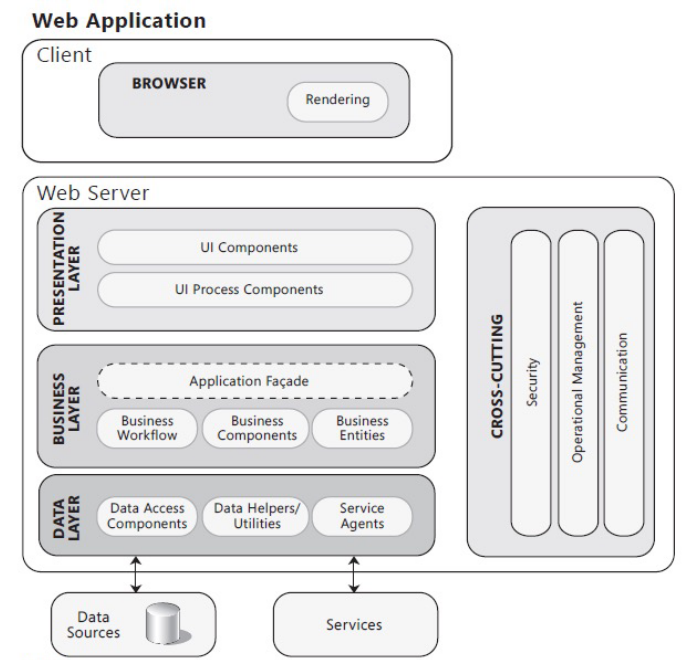 Web Application
Client
BROWSER
Rendering
Web Server
PRESENTATION
LAYER
UI Components
UI Process Components
BUSINESS
LAYER
Application Façade
Business
Workflow
Business
Components
Business
Entities
DATA
LAYER
Data Access
Components
Data Helpers/
Utilities
Service
Agents
CROSS-CUTTING
Security
Operational Management
Communication
Data
Sources
Services